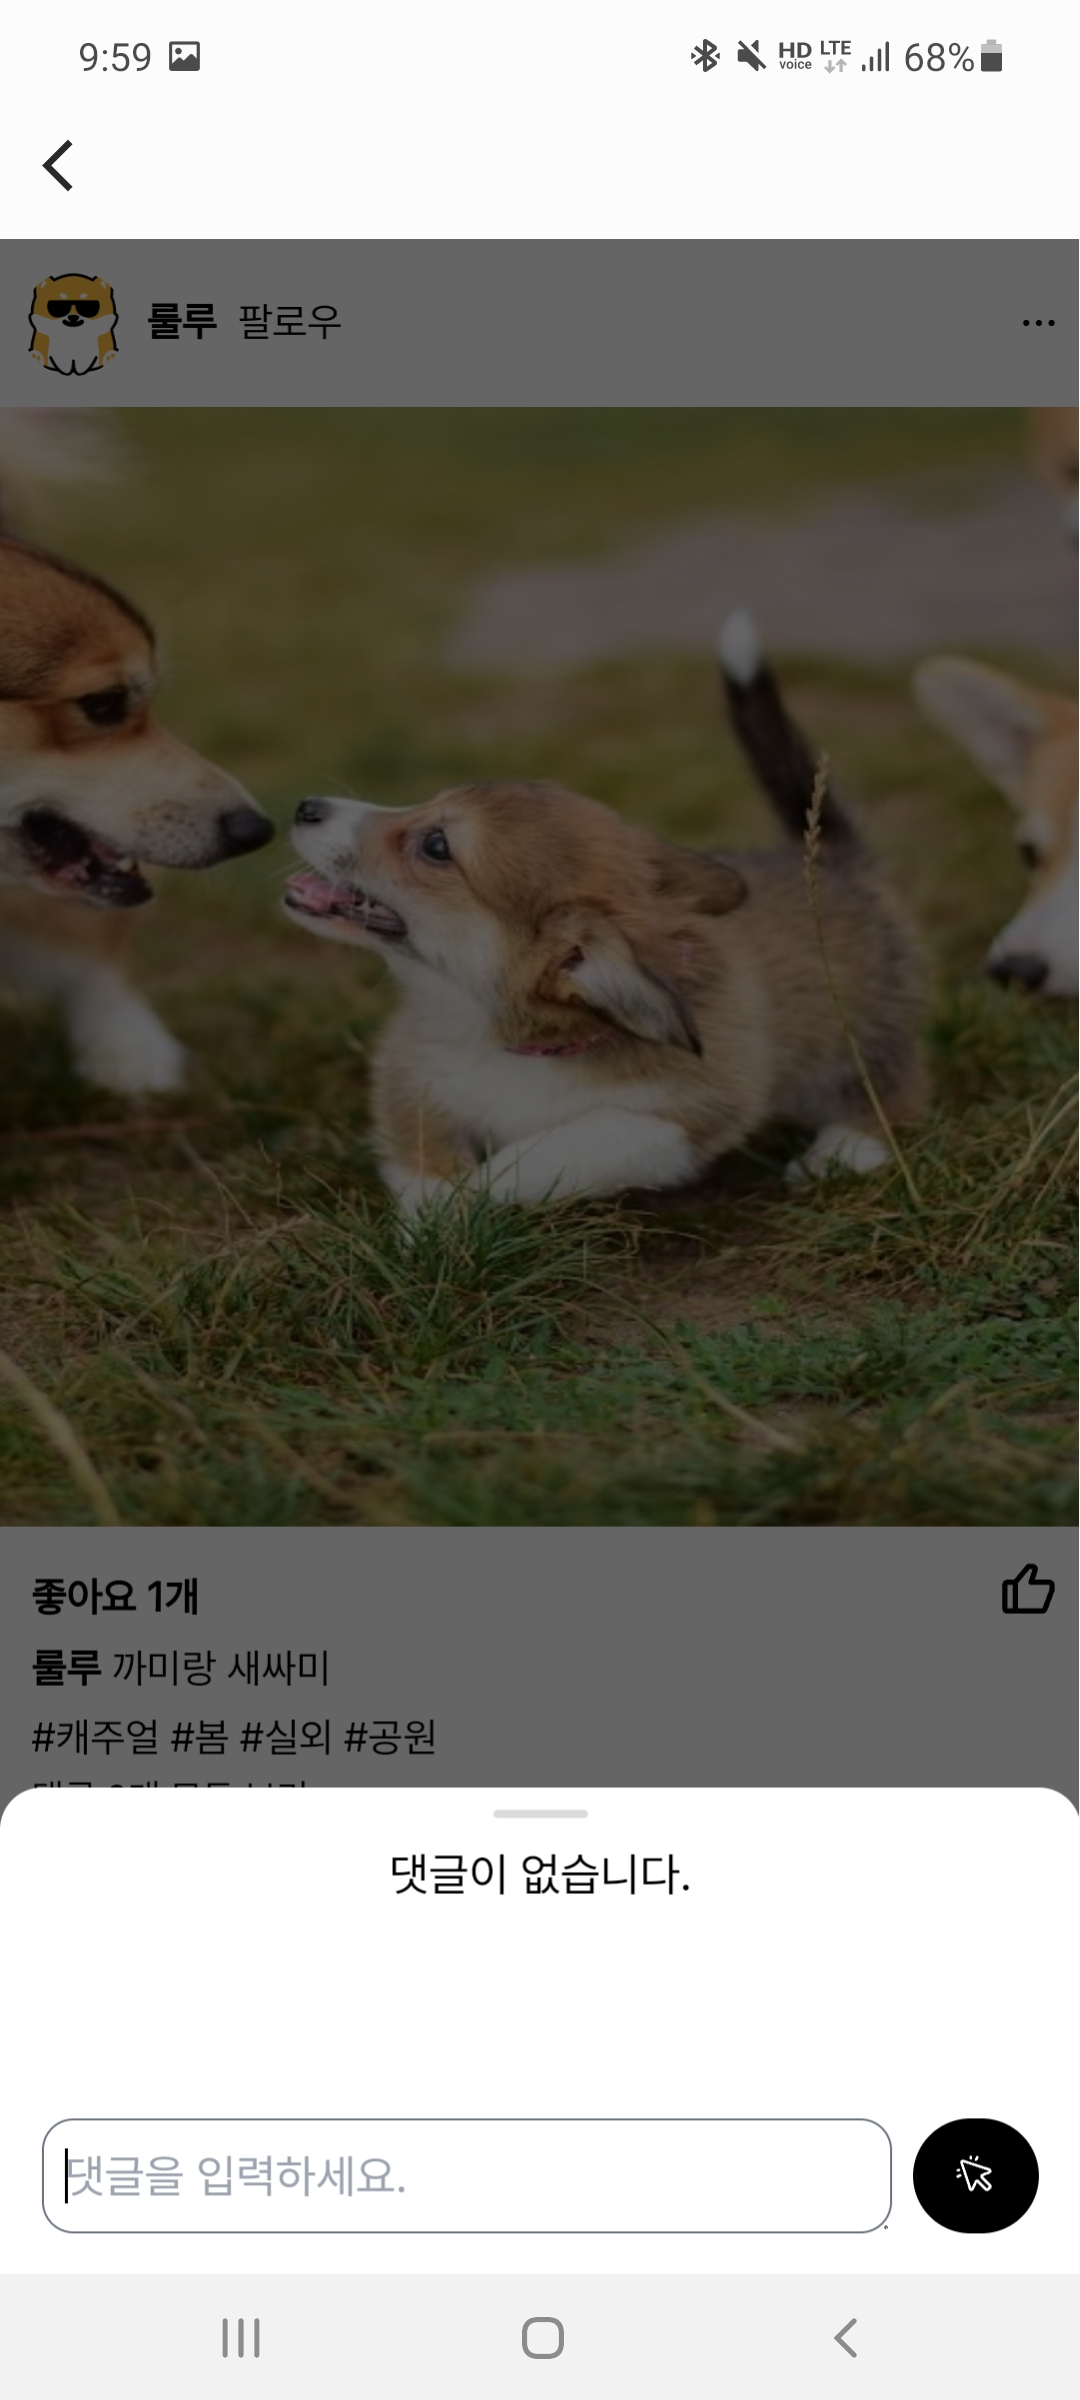 9:59
HD voice LTE 68%
룰루 팔로우
좋아요 1개
룰루 까미랑 새싸미
#캐주얼 #봄 #실외 #공원
댓글이 없습니다.
댓글을 입력하세요.